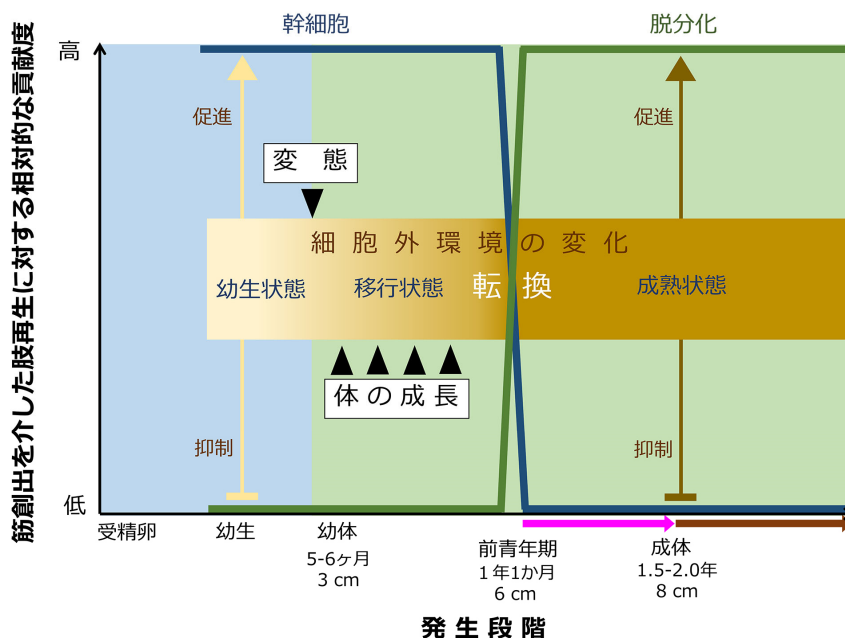 幹細胞
脱分化
筋創出を介した肢再生に対する相対的な貢献度
高
促進
促進
変 態
細胞外環境の変化
幼生状態
移行状態
転換
成熟状態
体の成長
抑制
抑制
低
受精卵
幼生
幼体
5-6ヶ月
3 cm
前青年期
1年1か月
6 cm
成体
1.5-2.0年
8 cm
発生段階